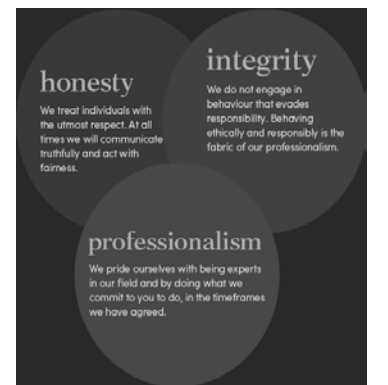 honesty
We treat individuals with
the utmost respect. At all
times we will communicate
truthfully and act with
fairness.
integrity
We do not engage in
behaviour that evades
responsibility. Behaving
ethically and responsibly is the
fabric of our professionalism.
professionalism
We pride ourselves with being experts
in our field and by doing what we
commit to you to do, in the timeframes
we have agreed.